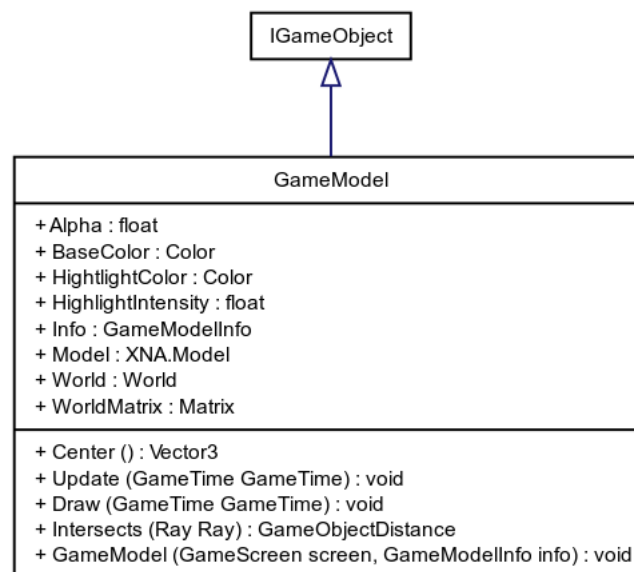 IGameObject
GameModel
+ Alpha : float
+ BaseColor : Color
+ HightlightColor : Color
+ HighlightIntensity : float
+ Info : GameModelInfo
+ Model : XNA.Model
+ World : World
+ WorldMatrix : Matrix
+ Center () : Vector3
+ Update (GameTime GameTime) : void
+ Draw (GameTime GameTime) : void
+ Intersects (Ray Ray) : GameObjectDistance
+ GameModel (GameScreen screen, GameModelInfo info) : void